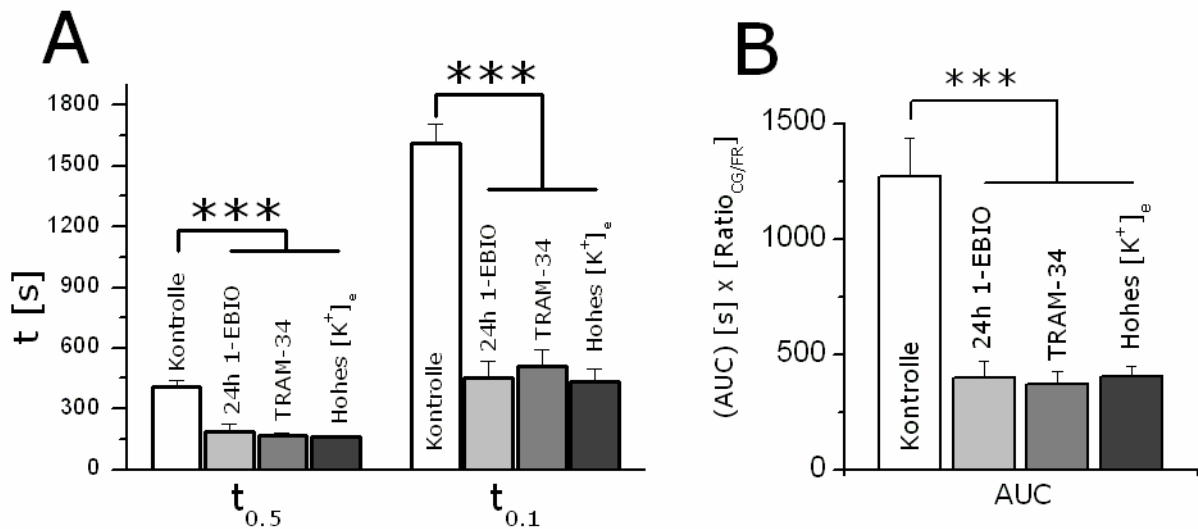 A
t [s]
1800
1500
1200
900
600
300
0
***
Kontrolle
24h 1-EBIO
TRAM-34
Hohes [K⁺]ₑ
t₀.₅
***
Kontrolle
24h 1-EBIO
TRAM-34
Hohes [K⁺]ₑ
t₀.₁
B
(AUC) [s] x [Ratio CG/FR]
1500
1000
500
0
***
Kontrolle
24h 1-EBIO
TRAM-34
Hohes [K⁺]ₑ
AUC